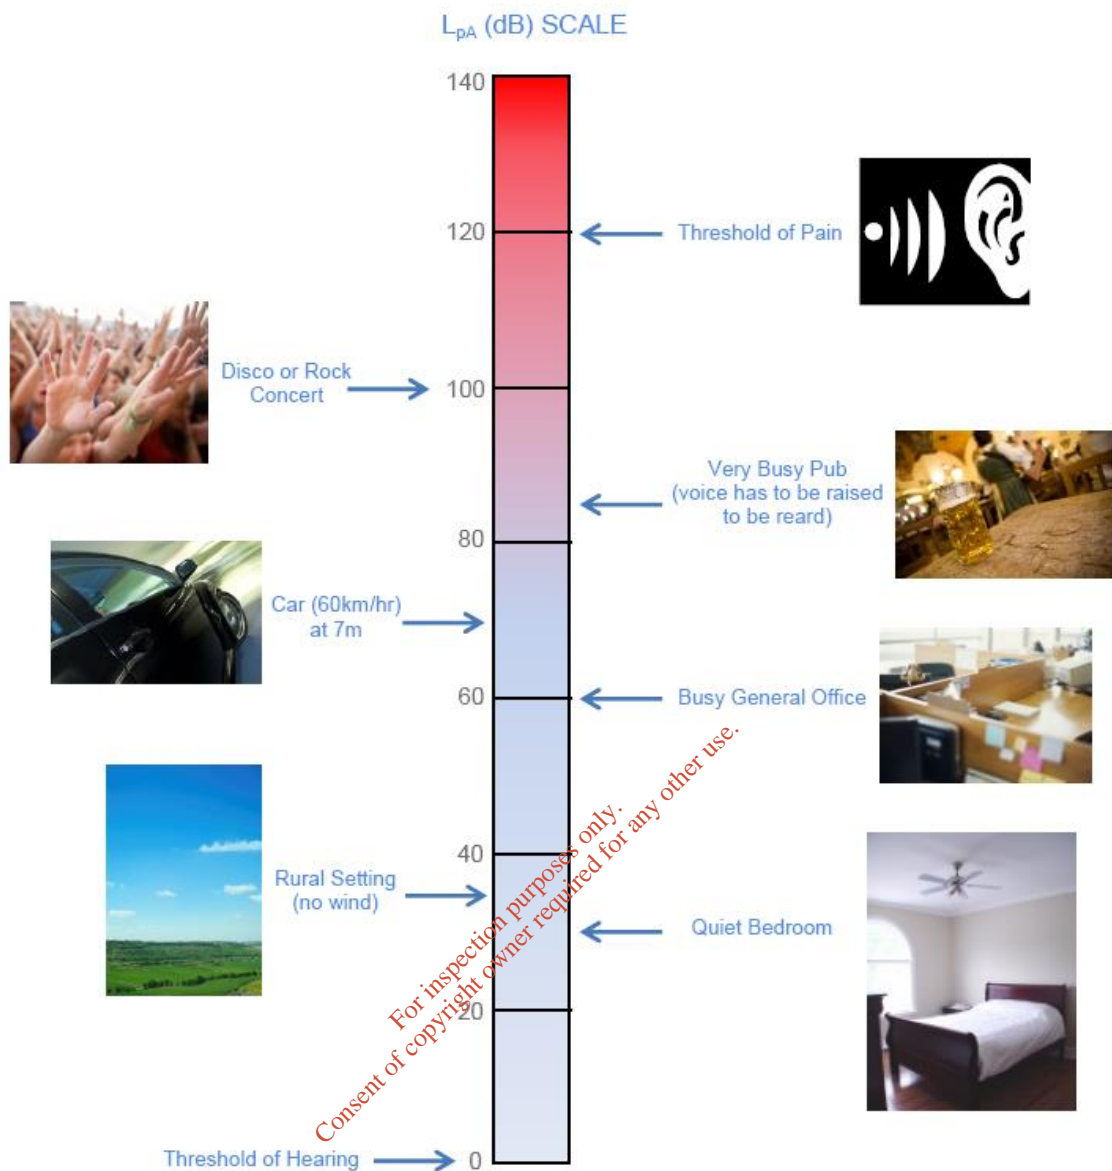 LpA (dB) SCALE
140
120
Threshold of Pain
Disco or Rock
Concert
100
Very Busy Pub
(voice has to be raised
to be reard)
80
Car (60km/hr)
at 7m
60
Busy General Office
40
Rural Setting
(no wind)
Quiet Bedroom
20
Threshold of Hearing
0
For inspection purposes only.
Consent of copyright owner required for any other use.